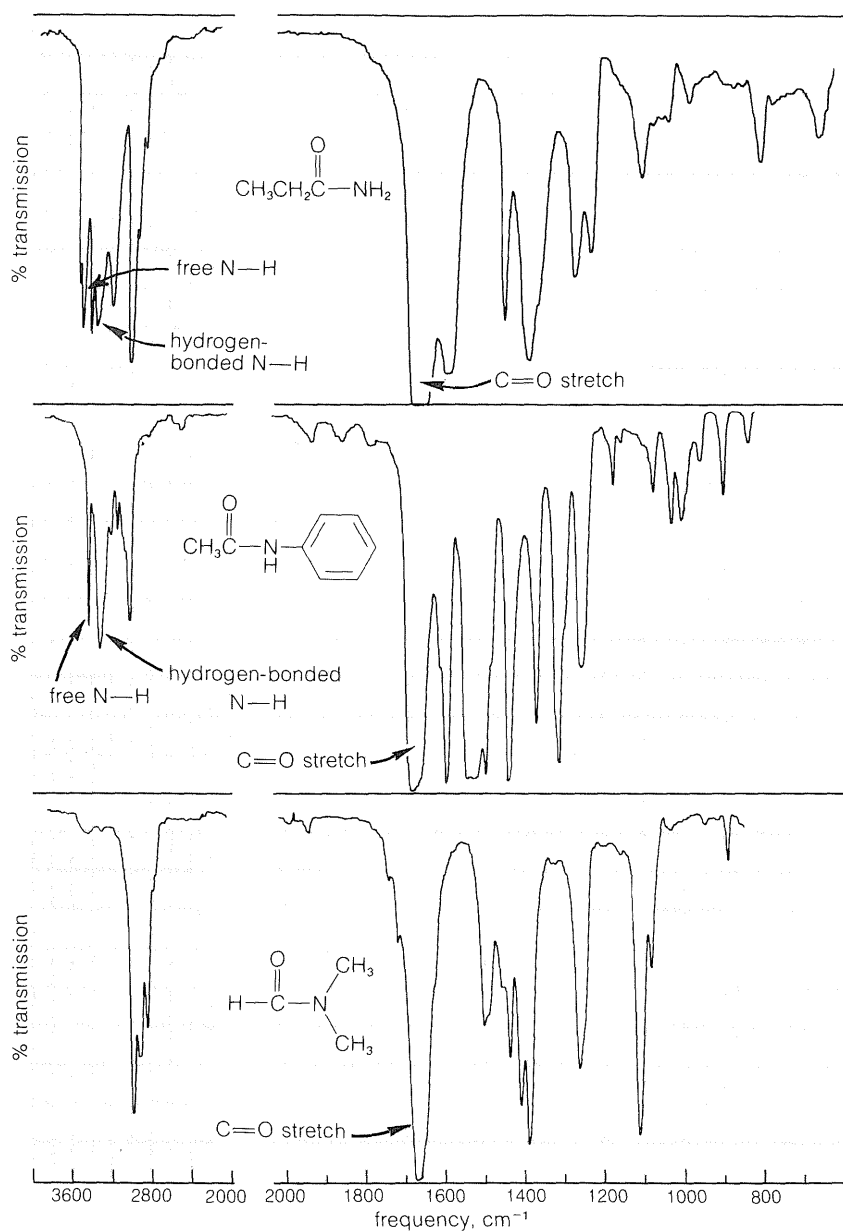 % transmission
O
CH₃CH₂C—NH₂
free N—H
hydrogen-
bonded N—H
C=O stretch
% transmission
O
CH₃C—N
H
free N—H
hydrogen-bonded
N—H
C=O stretch
% transmission
O
CH₃
H—C—N
CH₃
C=O stretch
3600 2800 2000 2000 1800 1600 1400 1200 1000 800
frequency, cm⁻¹